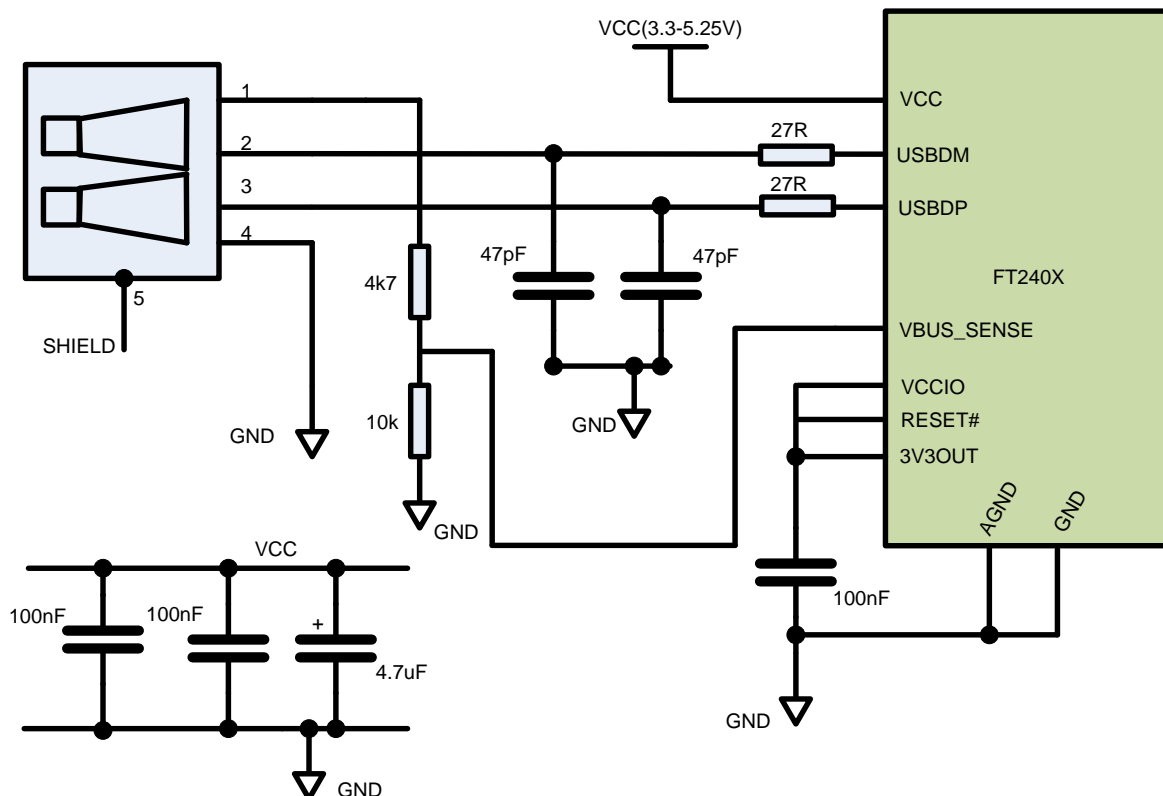 VCC(3.3-5.25V)
1
VCC
27R
2
USBDM
27R
3
USBDP
4
47pF
47pF
4k7
FT240X
5
SHIELD
VBUS_SENSE
VCCIO
10k
RESET#
GND
GND
3V3OUT
AGND
GND
GND
VCC
100nF
100nF
100nF
+
4.7uF
GND
GND